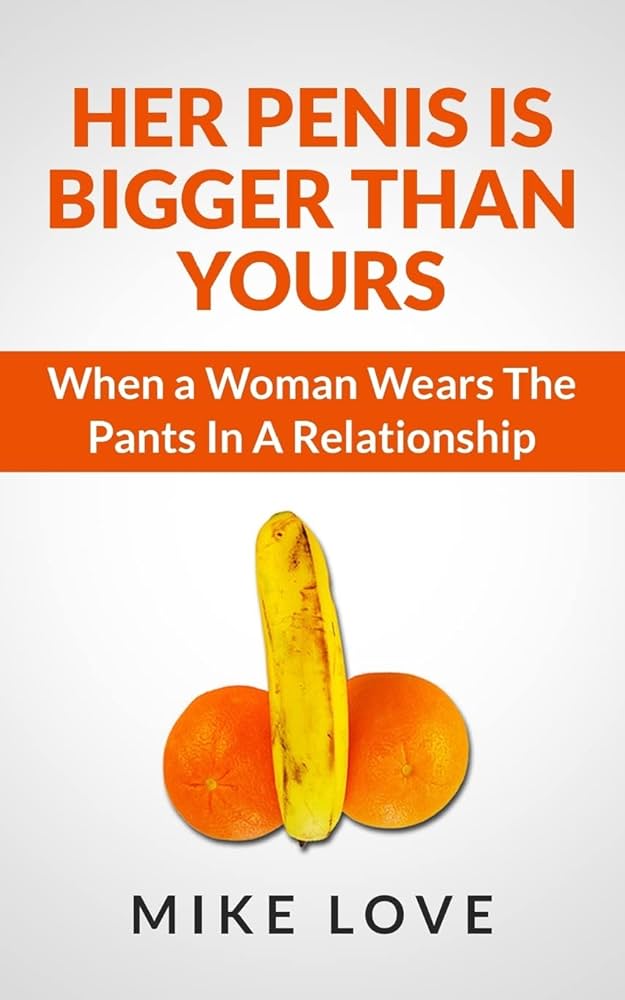 HER PENIS IS
BIGGER THAN
YOURS
When a Woman Wears The
Pants In A Relationship
MIKE LOVE